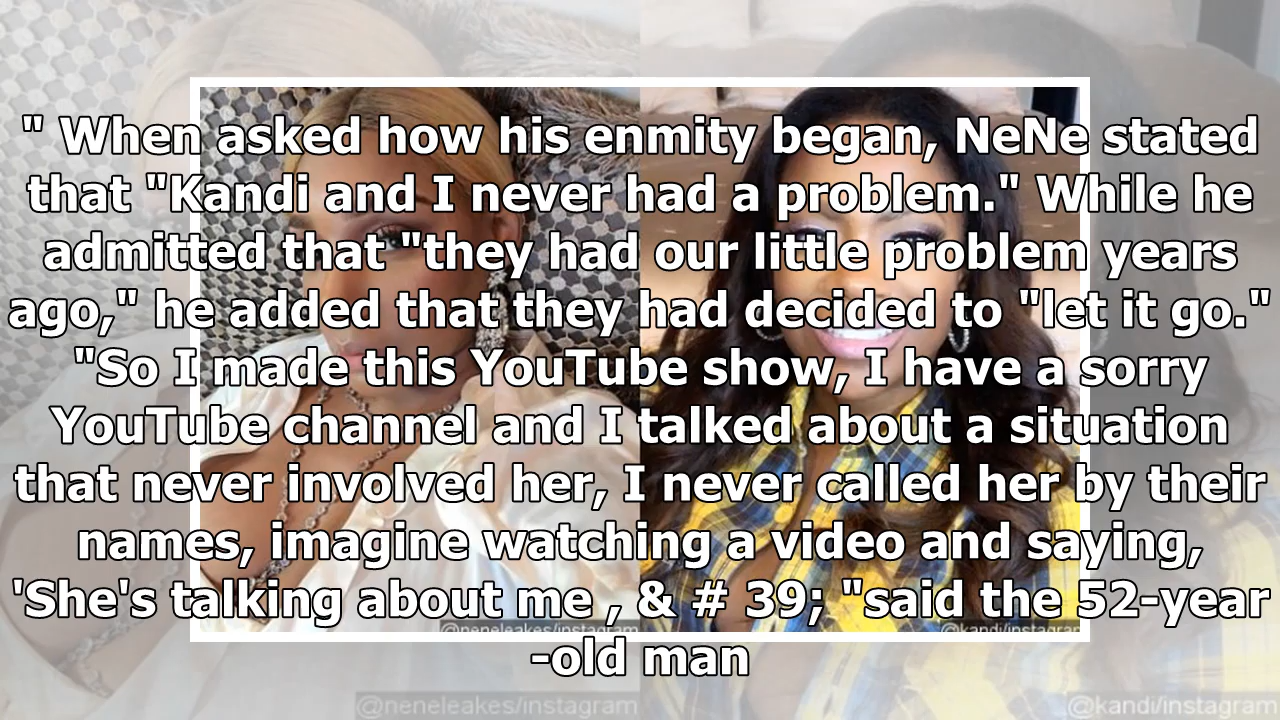 " When asked how his enmity began, NeNe stated
that "Kandi and I never had a problem." While he
admitted that "they had our little problem years
ago," he added that they had decided to "let it go."
"So I made this YouTube show, I have a sorry
YouTube channel and I talked about a situation
that never involved her, I never called her by their
names, imagine watching a video and saying,
'She's talking about me , & # 39; "said the 52-year
-old man
@neneleakes/instagram
@kandi/instagram
@neneleakes/instagram
@kandi/instagram